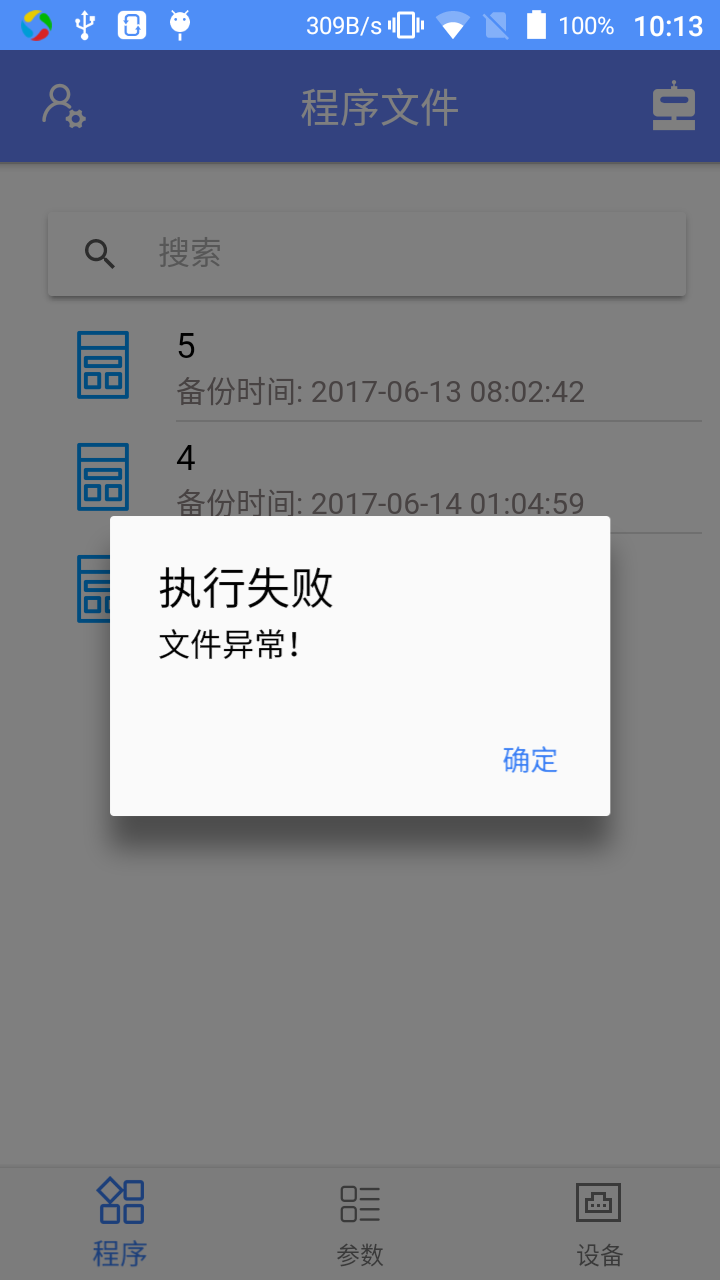 309B/s 100% 10:13
程序文件
搜索
5
备份时间: 2017-06-13 08:02:42
4
备份时间: 2017-06-14 01:04:59
执行失败
文件异常！
确定
程序 参数 设备